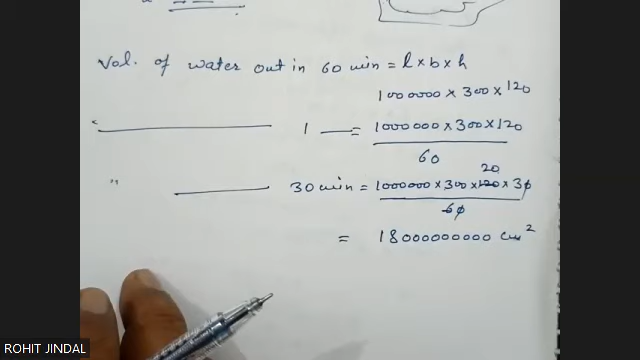 Vol. of water out in 60 min = l x b x h
1000000 x 300 x 120
" 1 = 1000000 x 300 x 120
60
20
" 30 min = 1000000 x 300 x 120 x 30
60
= 18000000000 cm²
ROHIT JINDAL